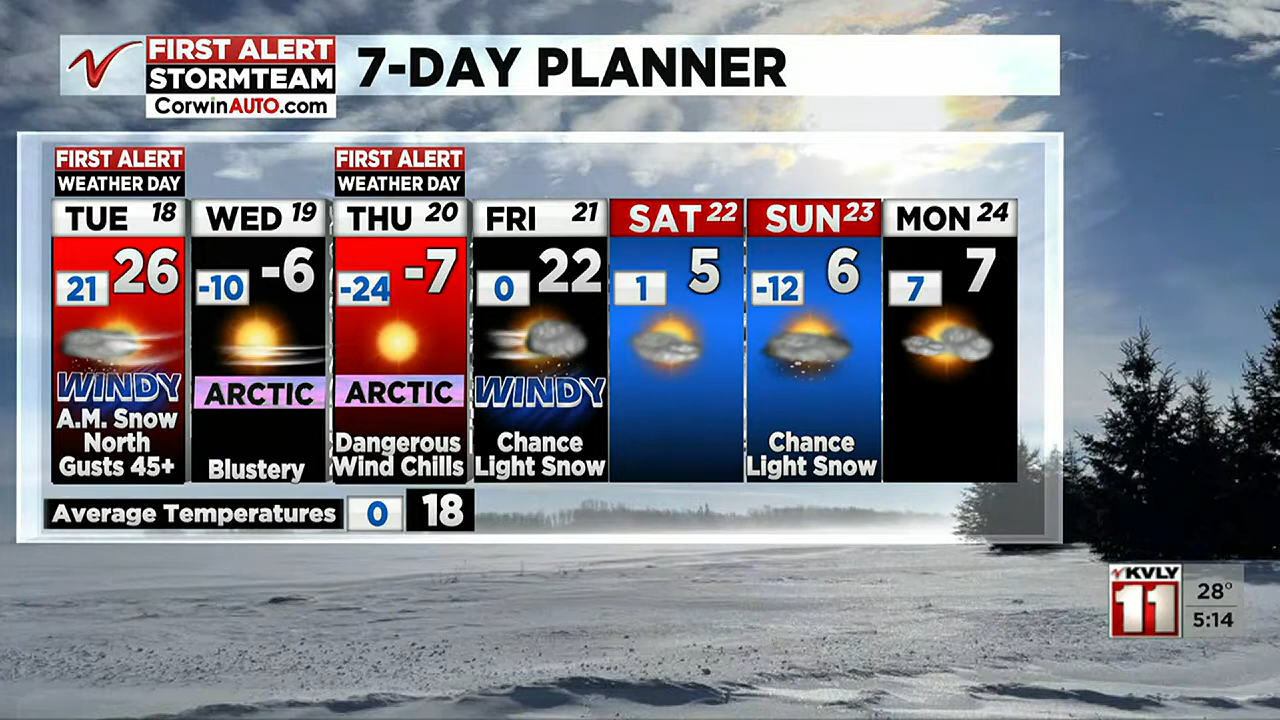 FIRST ALERT
STORMTEAM
CorwinAUTO.com
7-DAY PLANNER
FIRST ALERT
WEATHER DAY
TUE 18
21 26
WINDY
A.M. Snow
North
Gusts 45+
WED 19
-10 -6
ARCTIC
Blustery
FIRST ALERT
WEATHER DAY
THU 20
-24 -7
ARCTIC
Dangerous
Wind Chills
FRI 21
0 22
WINDY
Chance
Light Snow
SAT 22
1 5
SUN 23
-12 6
Chance
Light Snow
MON 24
7 7
Average Temperatures 0 18
KVLY
11
28°
5:14